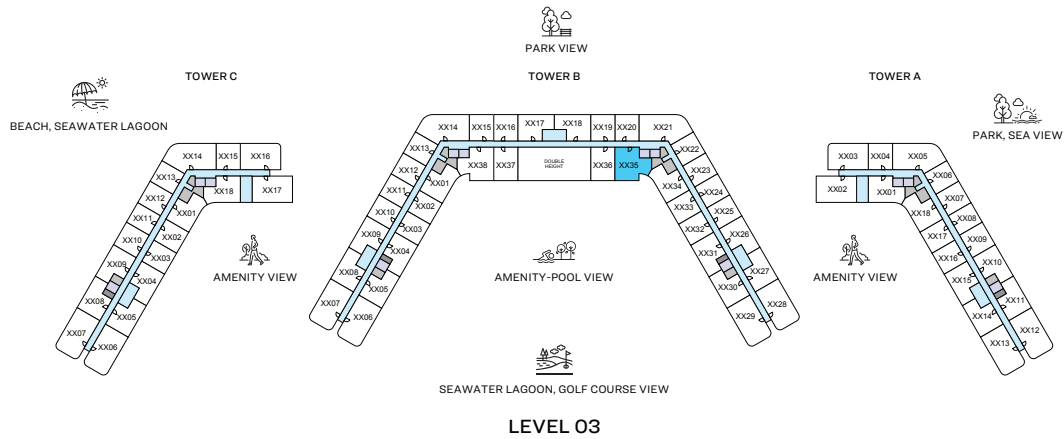 PARK VIEW
TOWER C
TOWER B
TOWER A
BEACH, SEAWATER LAGOON
PARK, SEA VIEW
XX14
XX15
XX16
XX13
XX18
XX17
XX12
XX01
XX11
XX02
XX10
XX03
XX09
XX04
XX08
XX05
XX07
XX06
AMENITY VIEW
XX14
XX15
XX16
XX17
XX18
XX19
XX20
XX21
XX13
XX38
XX37
DOUBLE
HEIGHT
XX36
XX35
XX22
XX12
XX01
XX34
XX23
XX11
XX02
XX33
XX24
XX10
XX03
XX32
XX25
XX09
XX04
XX31
XX26
XX08
XX05
XX30
XX27
XX07
XX06
XX29
XX28
AMENITY-POOL VIEW
XX03
XX04
XX05
XX02
XX01
XX06
XX18
XX07
XX17
XX08
XX16
XX09
XX15
XX10
XX14
XX11
XX13
XX12
AMENITY VIEW
SEAWATER LAGOON, GOLF COURSE VIEW
LEVEL 03